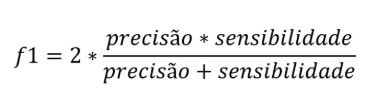 f1 = 2 * precisão * sensibilidade / precisão + sensibilidade